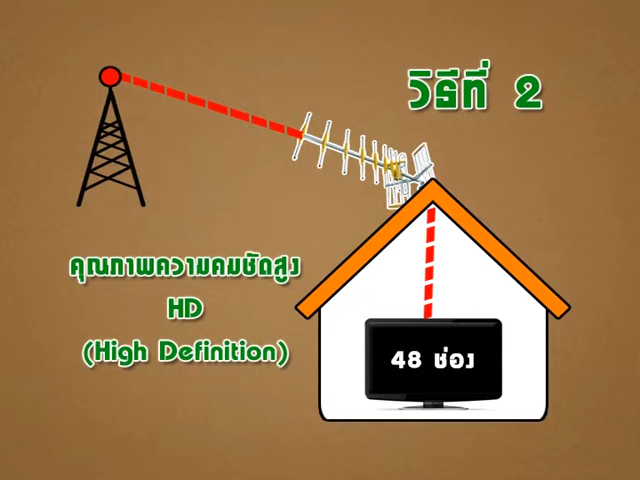 วิธีที่ 2
คุณภาพความคมชัดสูง
HD
(High Definition)
48 ช่อง